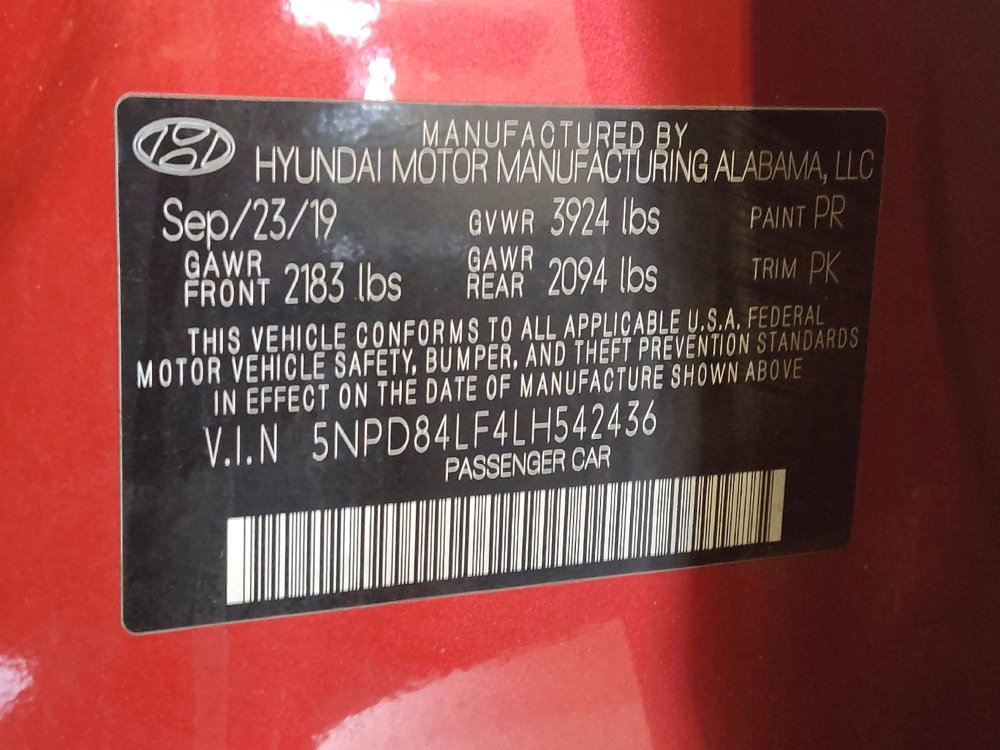 MANUFACTURED BY
HYUNDAI MOTOR MANUFACTURING ALABAMA, LLC
Sep/23/19 GVWR 3924 lbs PAINT PR
GAWR FRONT 2183 lbs GAWR REAR 2094 lbs TRIM PK
THIS VEHICLE CONFORMS TO ALL APPLICABLE U.S.A. FEDERAL
MOTOR VEHICLE SAFETY, BUMPER, AND THEFT PREVENTION STANDARDS
IN EFFECT ON THE DATE OF MANUFACTURE SHOWN ABOVE
V.I.N 5NPD84LF4LH542436
PASSENGER CAR